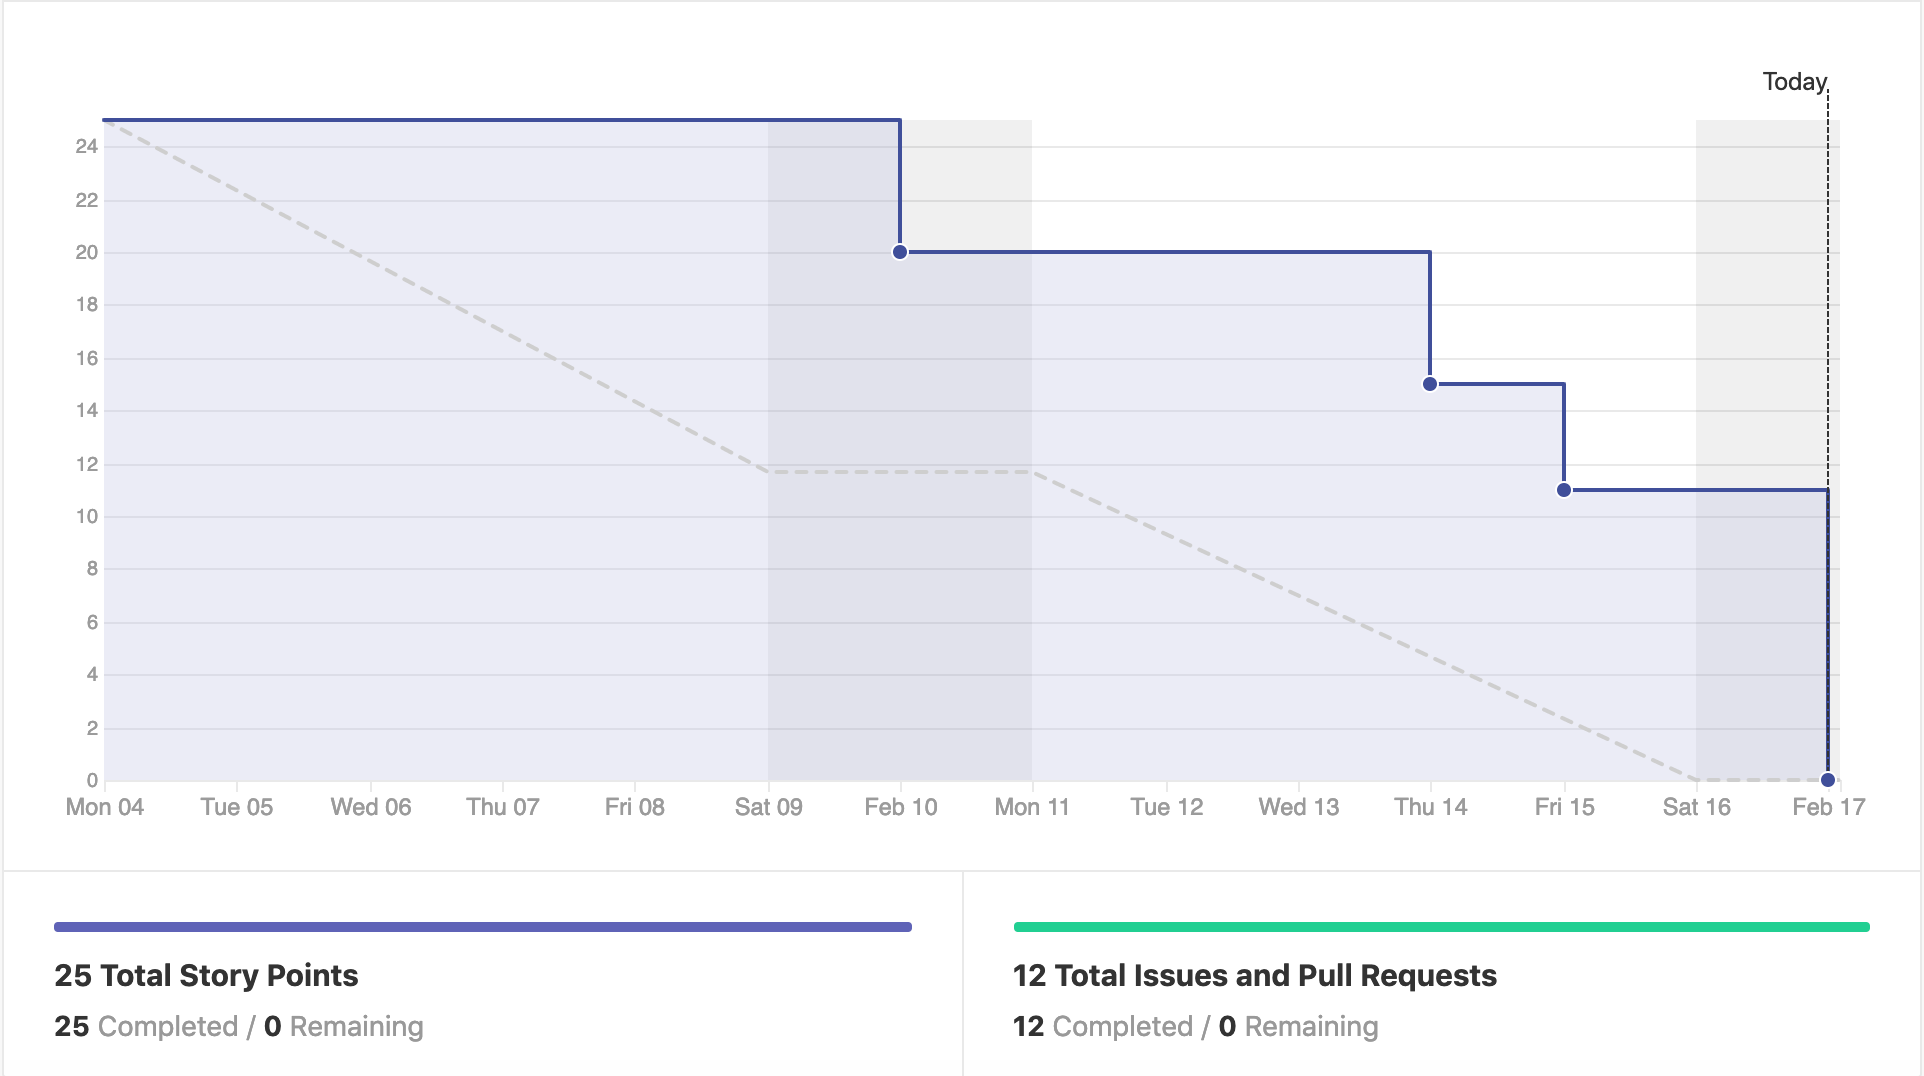 Today
24
22
20
18
16
14
12
10
8
6
4
2
0
Mon 04 Tue 05 Wed 06 Thu 07 Fri 08 Sat 09 Feb 10 Mon 11 Tue 12 Wed 13 Thu 14 Fri 15 Sat 16 Feb 17
25 Total Story Points
25 Completed / 0 Remaining
12 Total Issues and Pull Requests
12 Completed / 0 Remaining